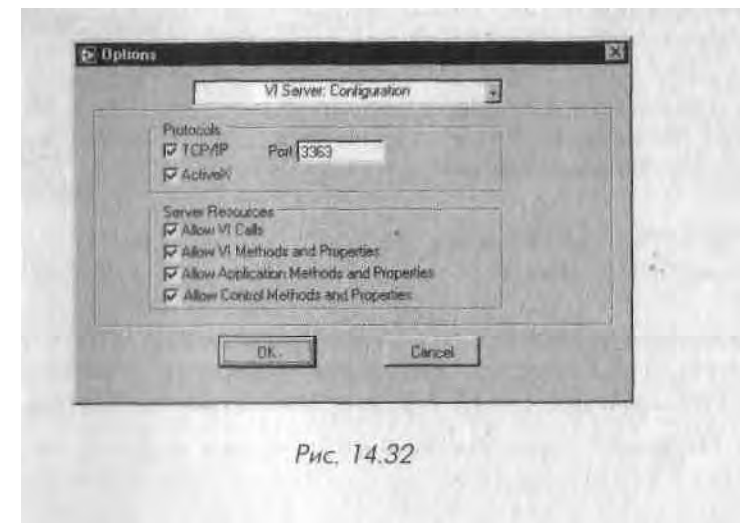 Options
VI Server: Configuration
Protocols
TCP/IP Port 3363
ActiveX
Server Resources
Allow VI Calls
Allow VI Methods and Properties
Allow Application Methods and Properties
Allow Control Methods and Properties
OK Cancel
Рис. 14.32